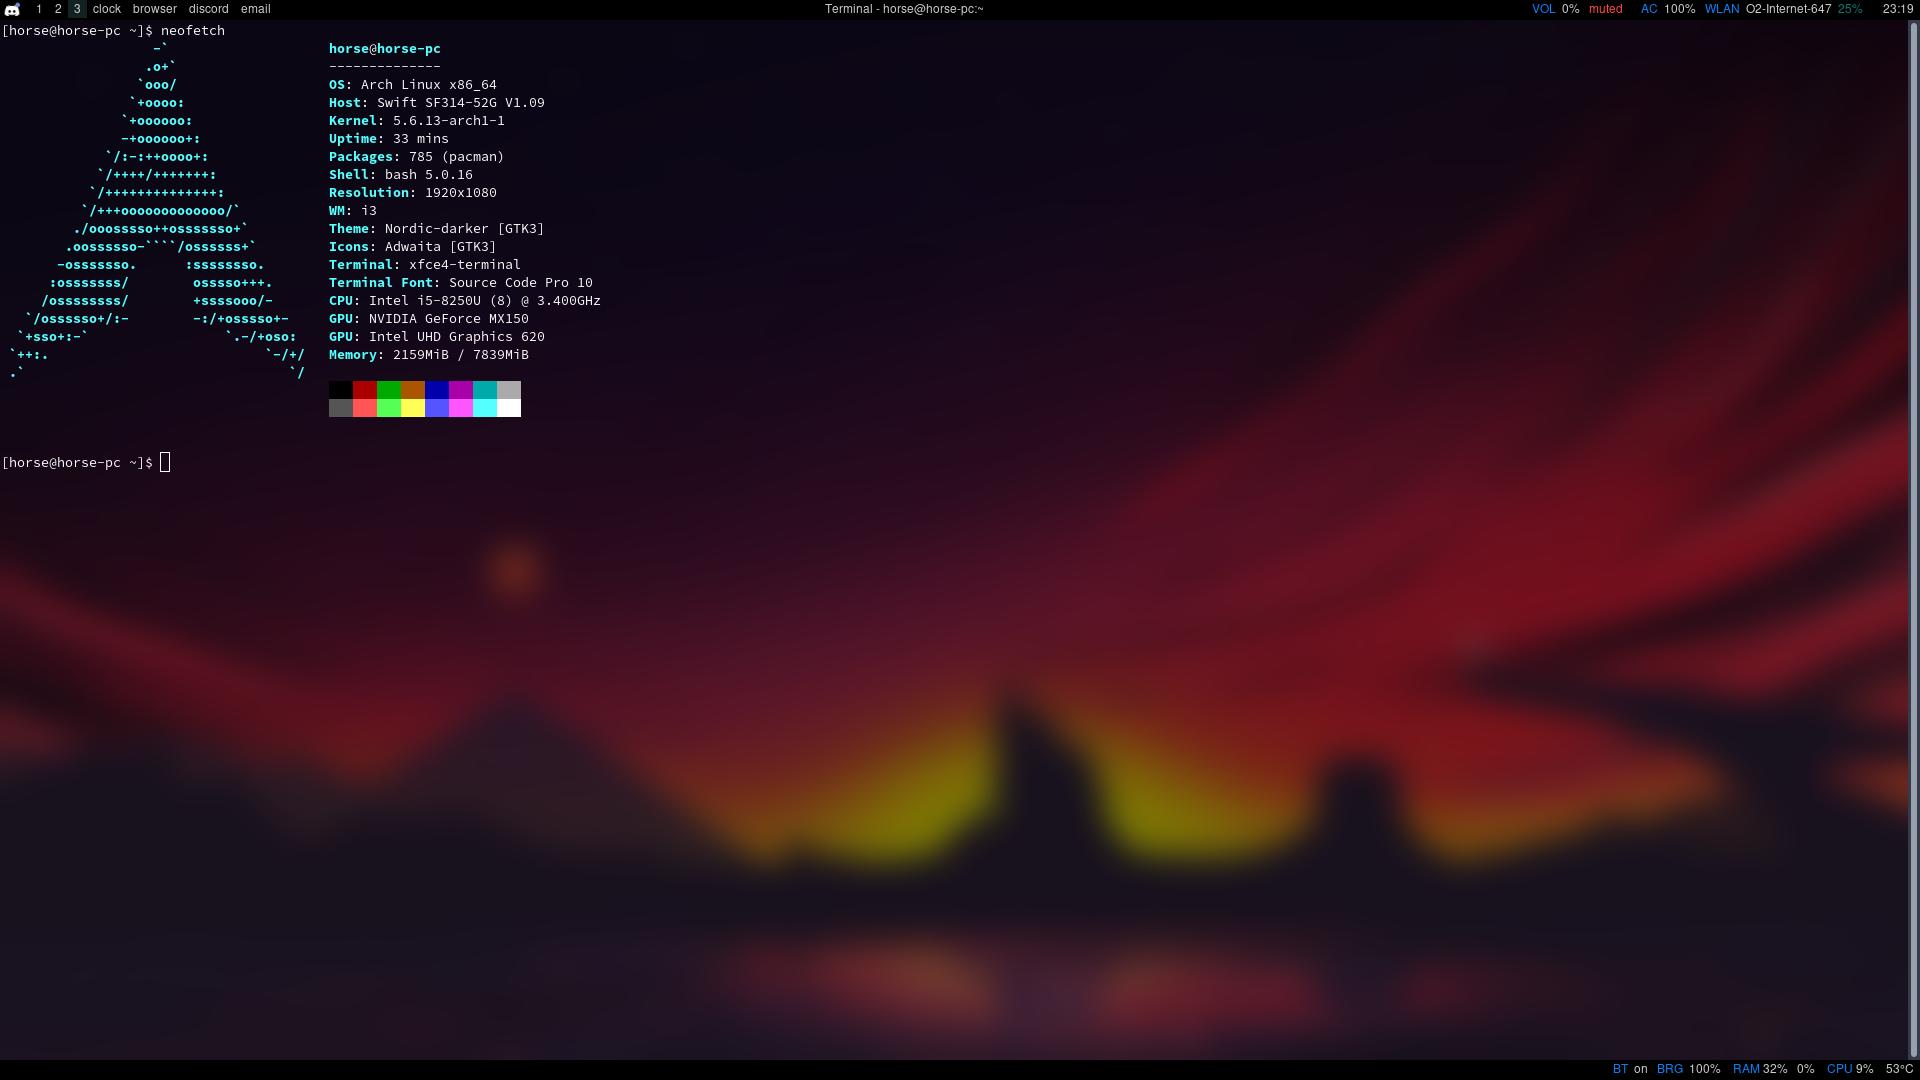 1 2 3 clock browser discord email Terminal - horse@horse-pc:~ VOL 0% muted AC 100% WLAN O2-Internet-647 25% 23:19
[horse@horse-pc ~]$ neofetch
-` horse@horse-pc
.o+` --------------
`ooo/ OS: Arch Linux x86_64
`+oooo: Host: Swift SF314-52G V1.09
`+oooooo: Kernel: 5.6.13-arch1-1
-+oooooo+: Uptime: 33 mins
`/:-:++oooo+: Packages: 785 (pacman)
`/++++/+++++++: Shell: bash 5.0.16
`/++++++++++++++: Resolution: 1920x1080
`/+++ooooooooooooo/` WM: i3
./ooosssso++osssssso+` Theme: Nordic-darker [GTK3]
.oossssso-````/ossssss+` Icons: Adwaita [GTK3]
-osssssso. :ssssssso. Terminal: xfce4-terminal
:osssssss/ osssso+++. Terminal Font: Source Code Pro 10
/ossssssss/ +ssssooo/- CPU: Intel i5-8250U (8) @ 3.400GHz
`/ossssso+/:- -:/+osssso+- GPU: NVIDIA GeForce MX150
`+sso+:-` `.-/+oso: GPU: Intel UHD Graphics 620
`++:. `-/+/ Memory: 2159MiB / 7839MiB
.` `/
[horse@horse-pc ~]$
BT on BRG 100% RAM 32% 0% CPU 9% 53°C